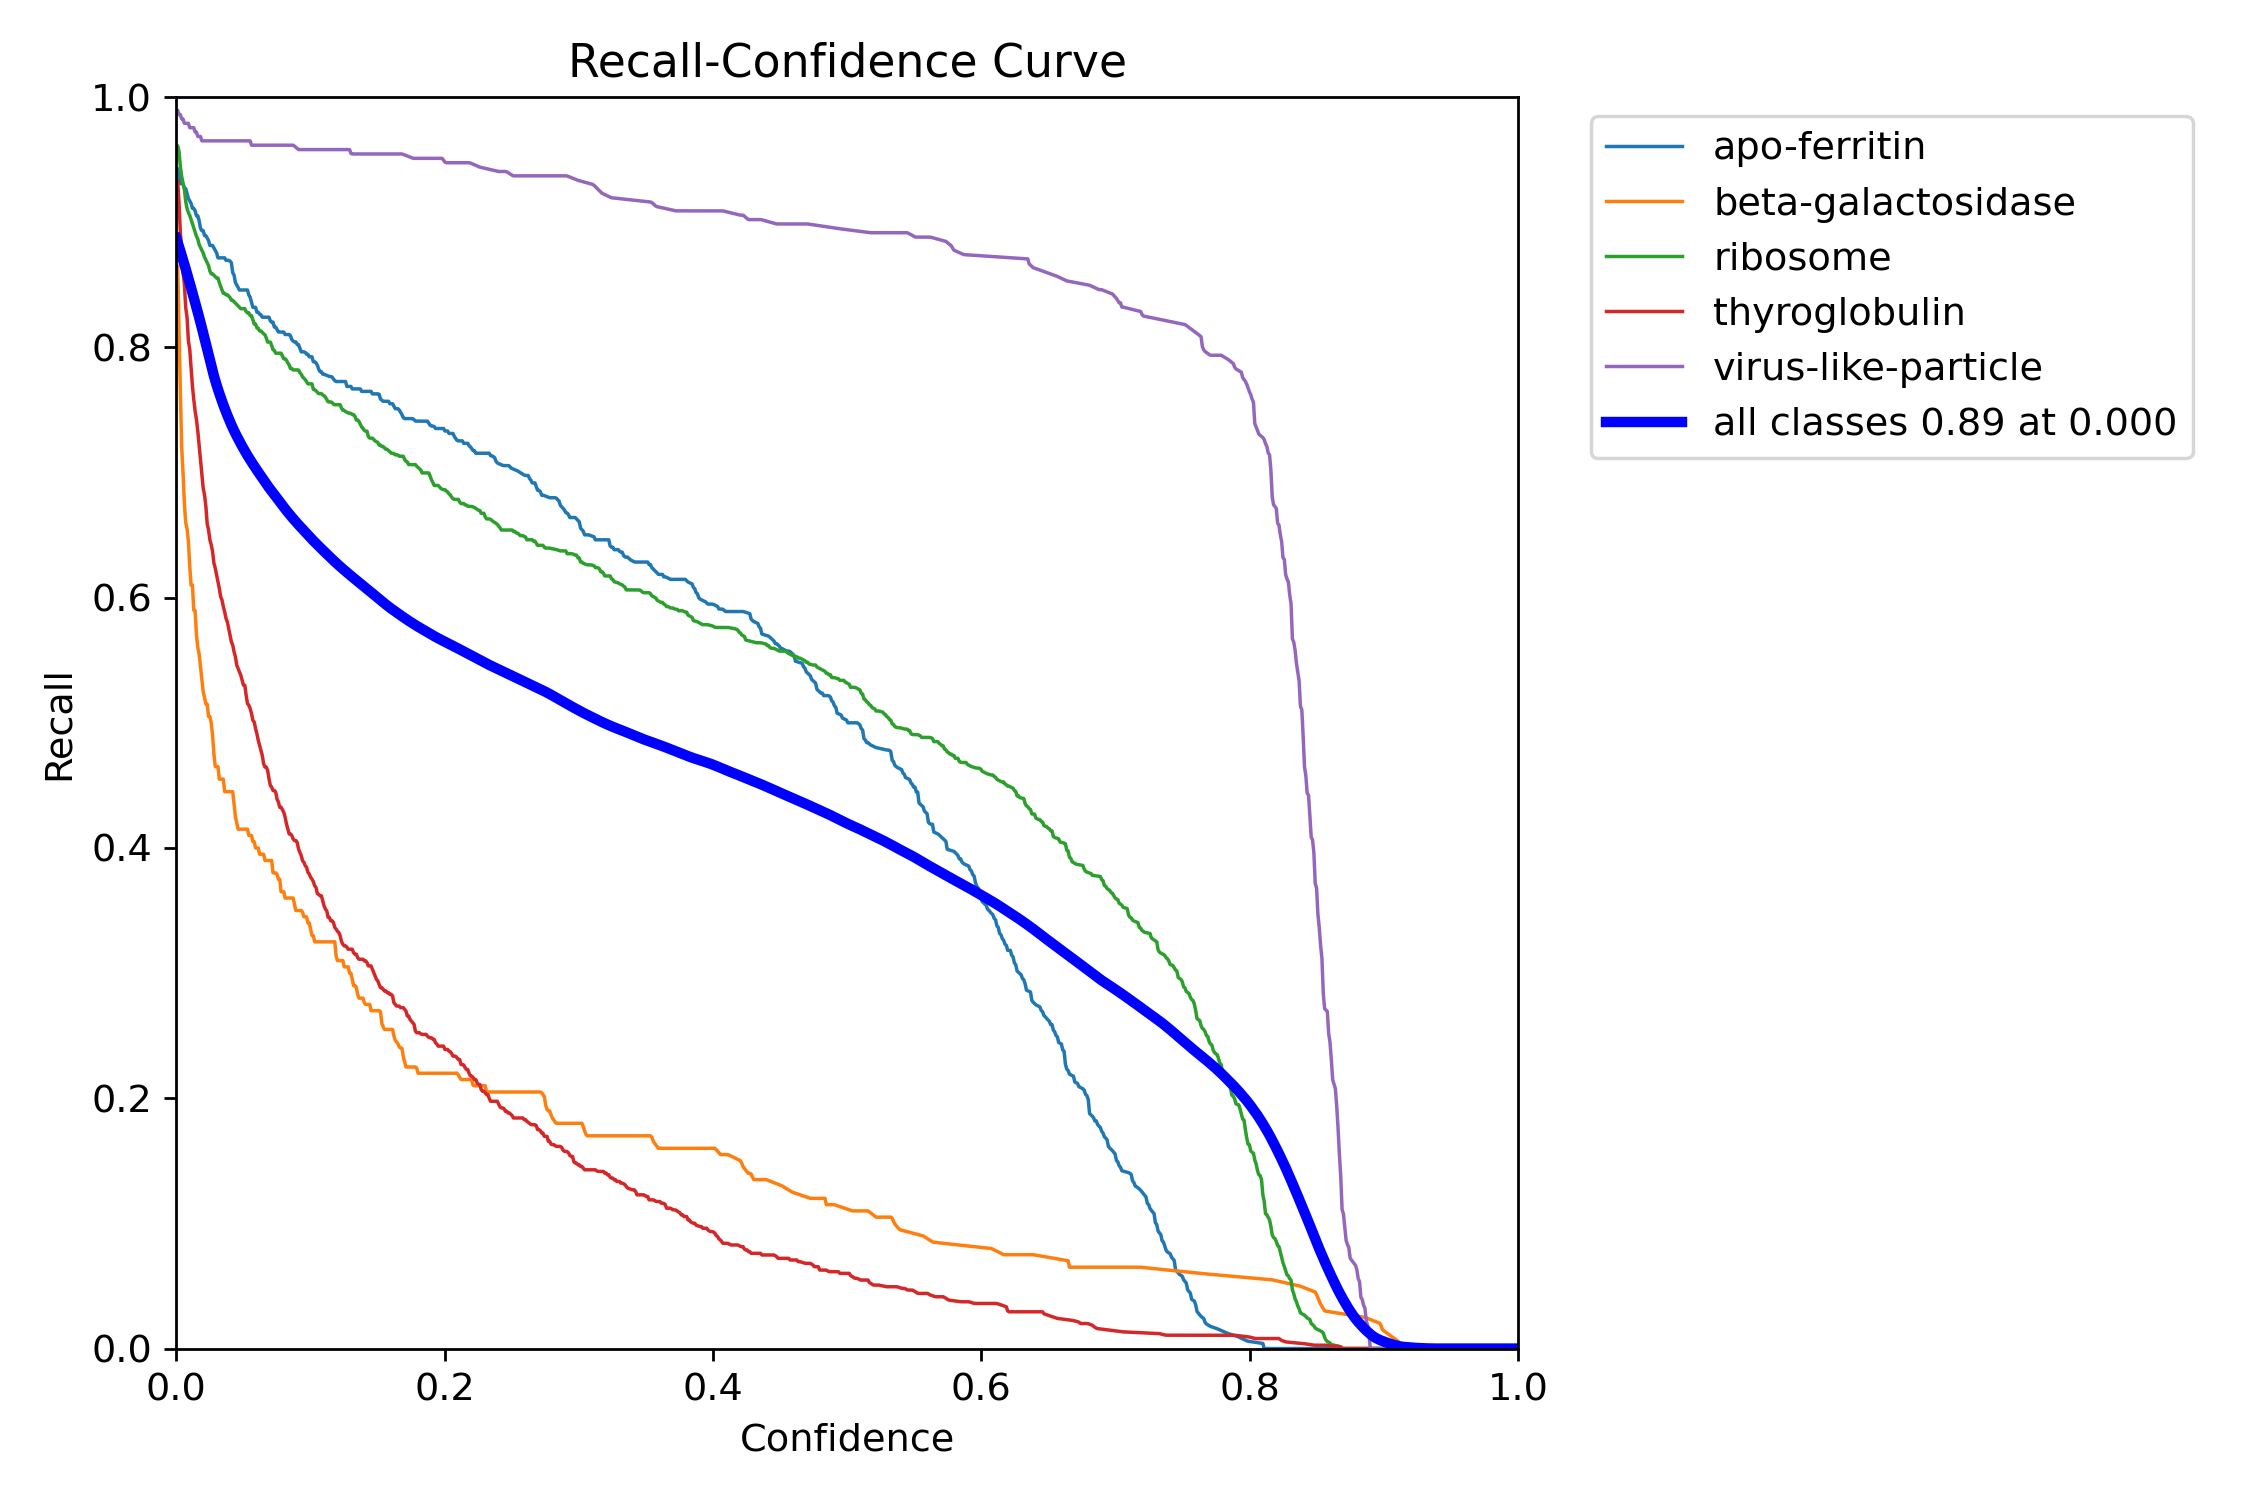 Recall-Confidence Curve
1.0
0.8
0.6
0.4
0.2
0.0
Recall
0.0 0.2 0.4 0.6 0.8 1.0
Confidence
apo-ferritin
beta-galactosidase
ribosome
thyroglobulin
virus-like-particle
all classes 0.89 at 0.000